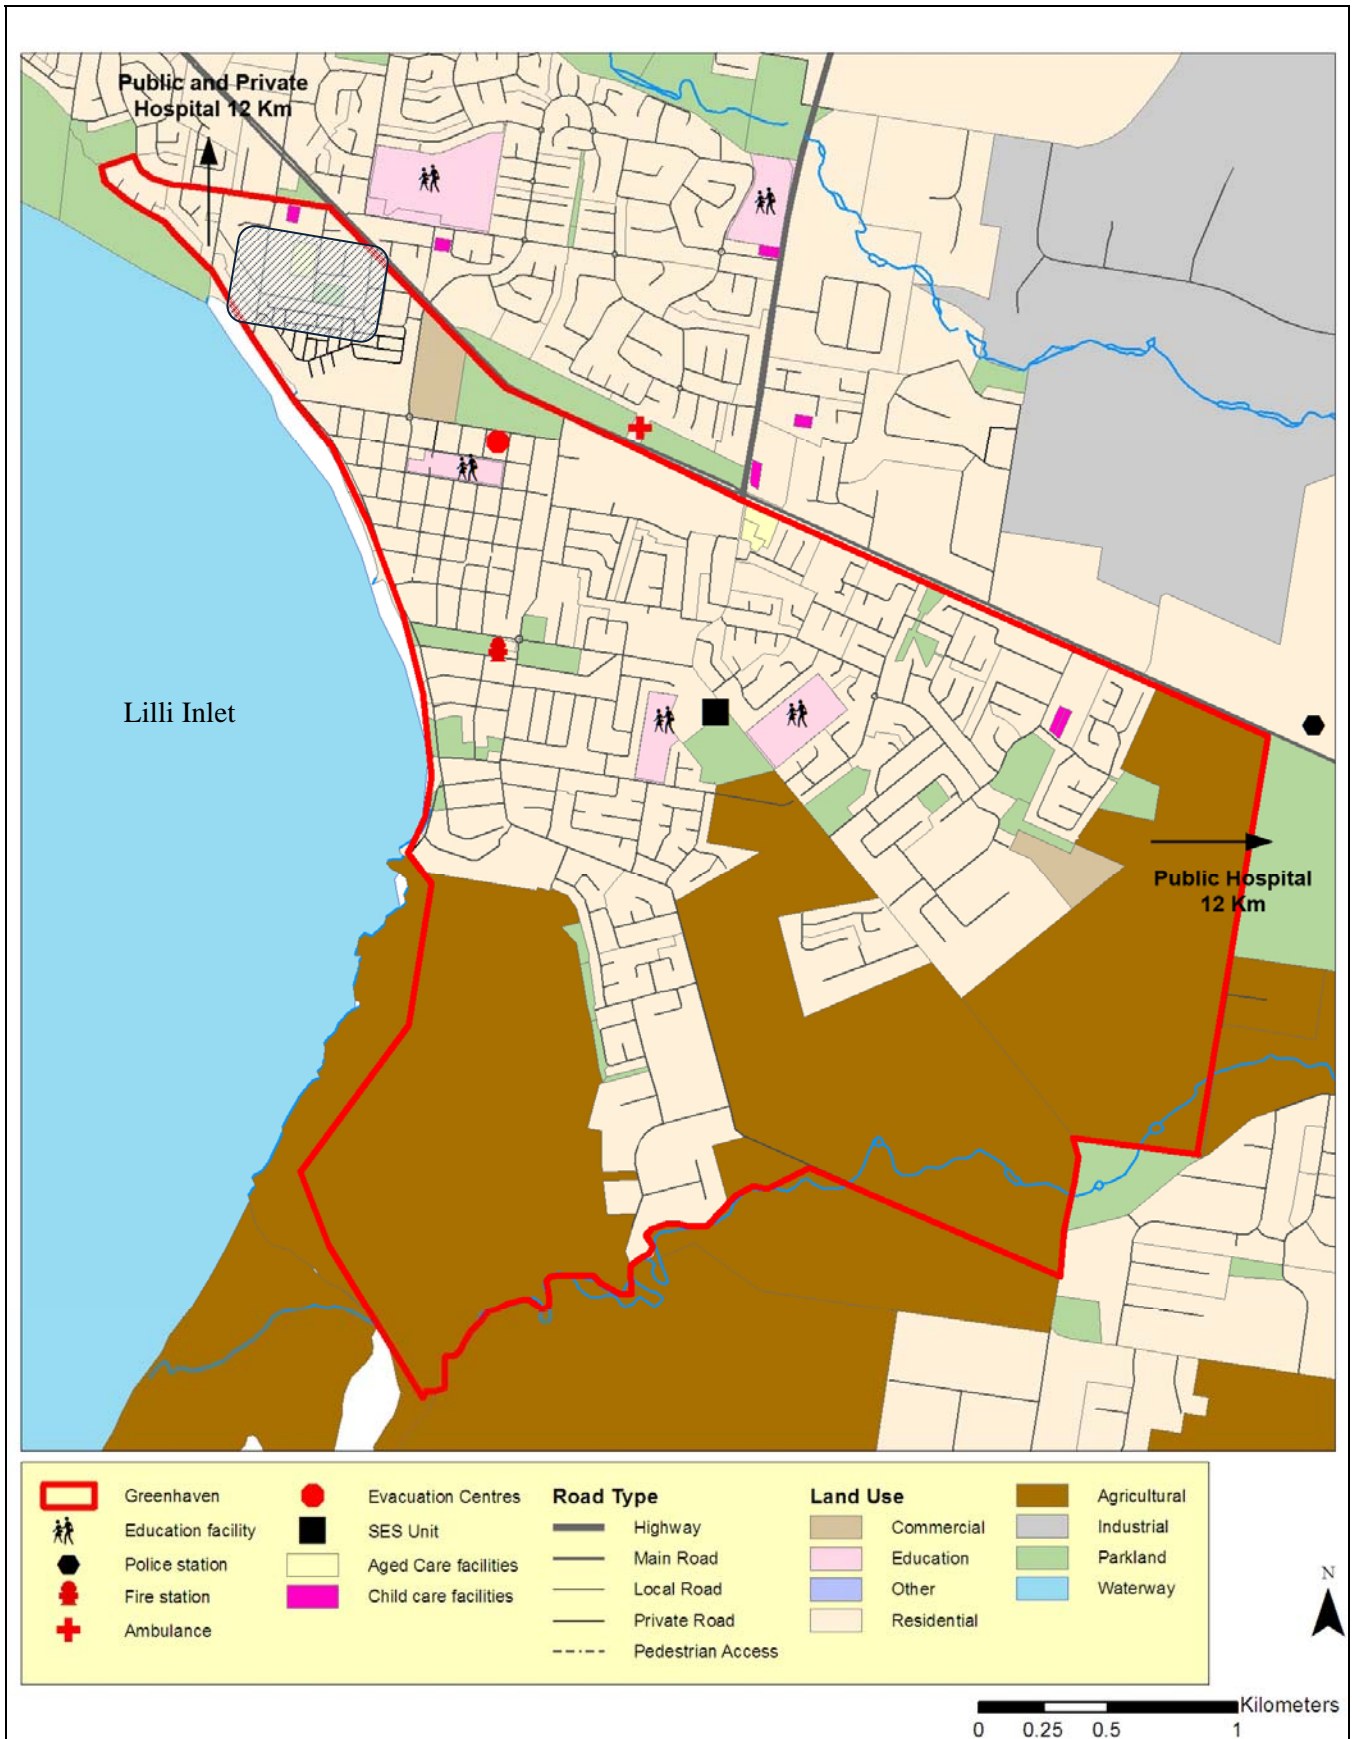 Public and Private
Hospital 12 Km
Lilli Inlet
Public Hospital
12 Km
Greenhaven
Education facility
Police station
Fire station
Ambulance
Evacuation Centres
SES Unit
Aged Care facilities
Child care facilities
Road Type
Highway
Main Road
Local Road
Private Road
Pedestrian Access
Land Use
Commercial
Education
Other
Residential
Agricultural
Industrial
Parkland
Waterway
N
Kilometers
0 0.25 0.5 1